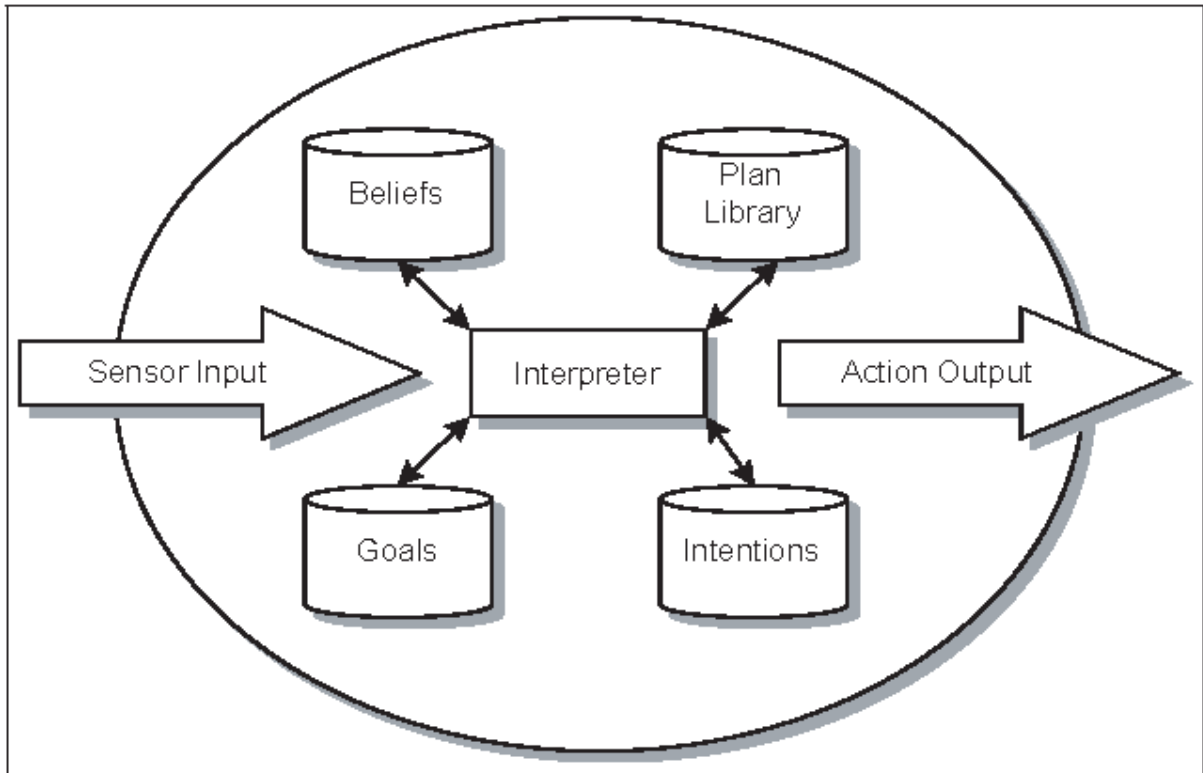 Beliefs
Plan
Library
Sensor Input
Interpreter
Action Output
Goals
Intentions